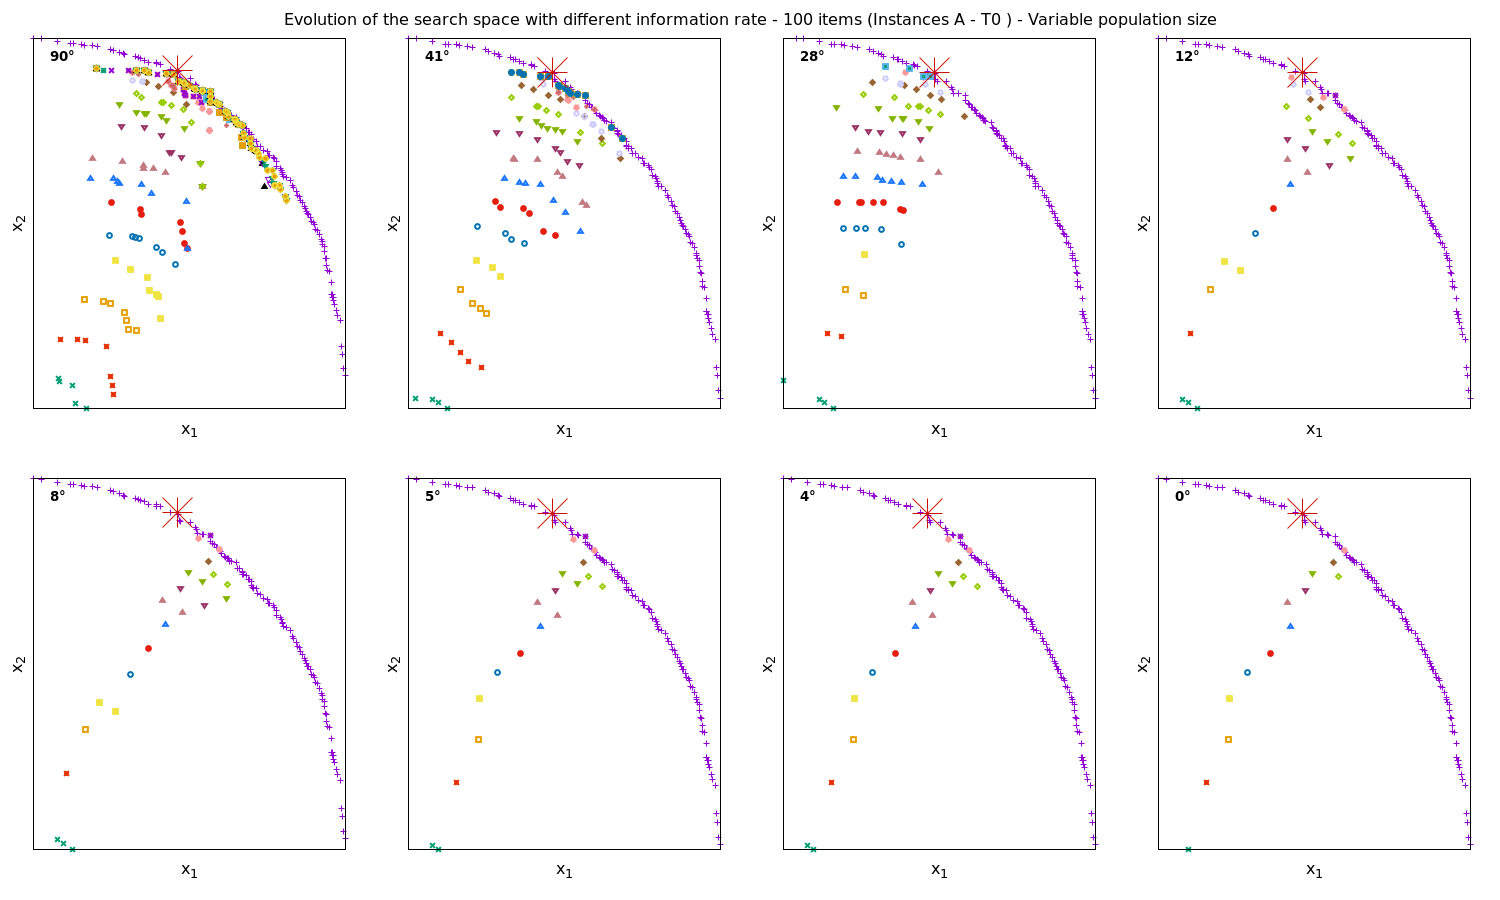 Evolution of the search space with different information rate - 100 items (Instances A - T0 ) - Variable population size
90°
41°
28°
12°
x2
x2
x2
x2
x1
x1
x1
x1
8°
5°
4°
0°
x2
x2
x2
x2
x1
x1
x1
x1